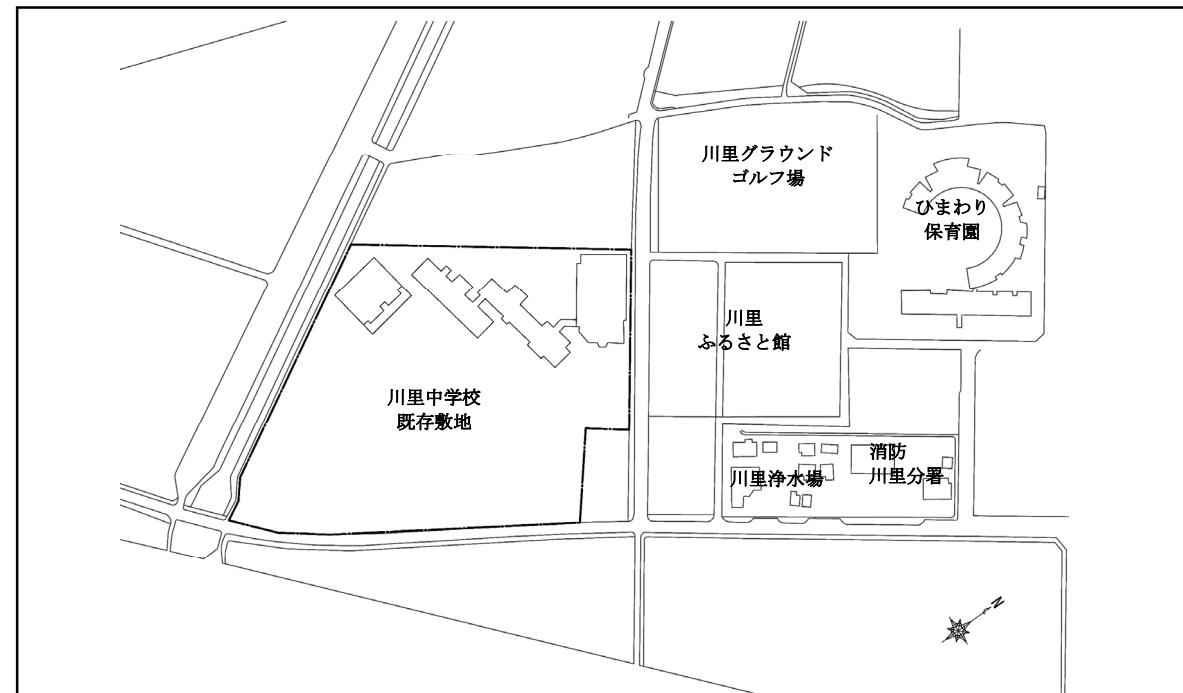 川里グラウンド
ゴルフ場
ひまわり
保育園
川里
ふるさと館
川里中学校
既存敷地
消防
川里分署
川里浄水場
N